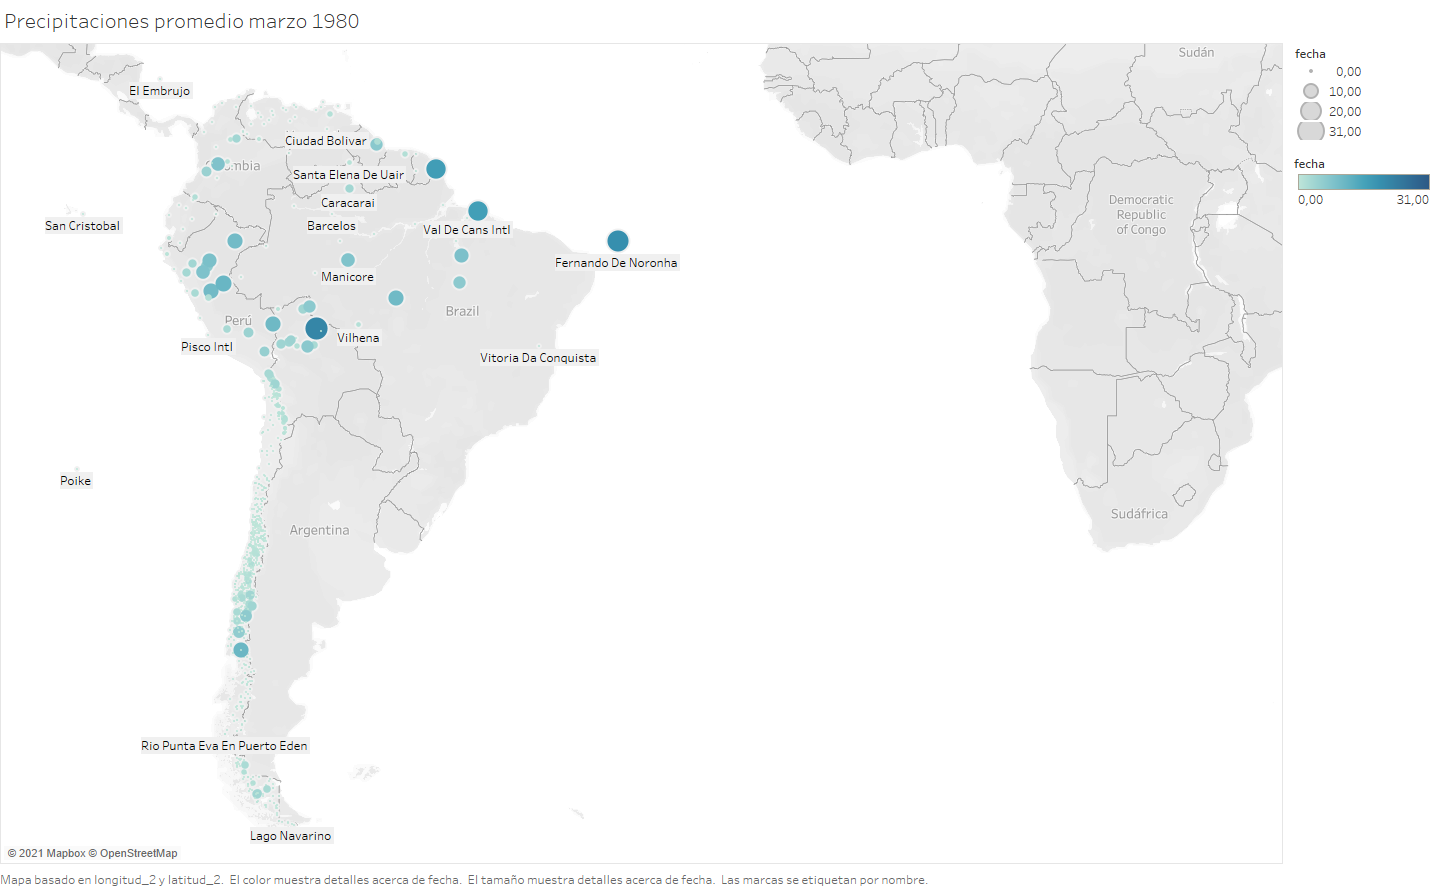 Precipitaciones promedio marzo 1980
Sudán
El Embrujo
Ciudad Bolivar
Santa Elena De Uair
Caracarai
San Cristobal
Barcelos
Val De Cans Intl
Democratic
Republic
of Congo
Fernando De Noronha
Manicore
Brazil
Perú
Pisco Intl
Vilhena
Vitoria Da Conquista
Poike
Argentina
Sudáfrica
Rio Punta Eva En Puerto Eden
Lago Navarino
© 2021 Mapbox © OpenStreetMap
fecha
0,00
10,00
20,00
31,00
fecha
0,00 31,00
Mapa basado en longitud_2 y latitud_2. El color muestra detalles acerca de fecha. El tamaño muestra detalles acerca de fecha. Las marcas se etiquetan por nombre.